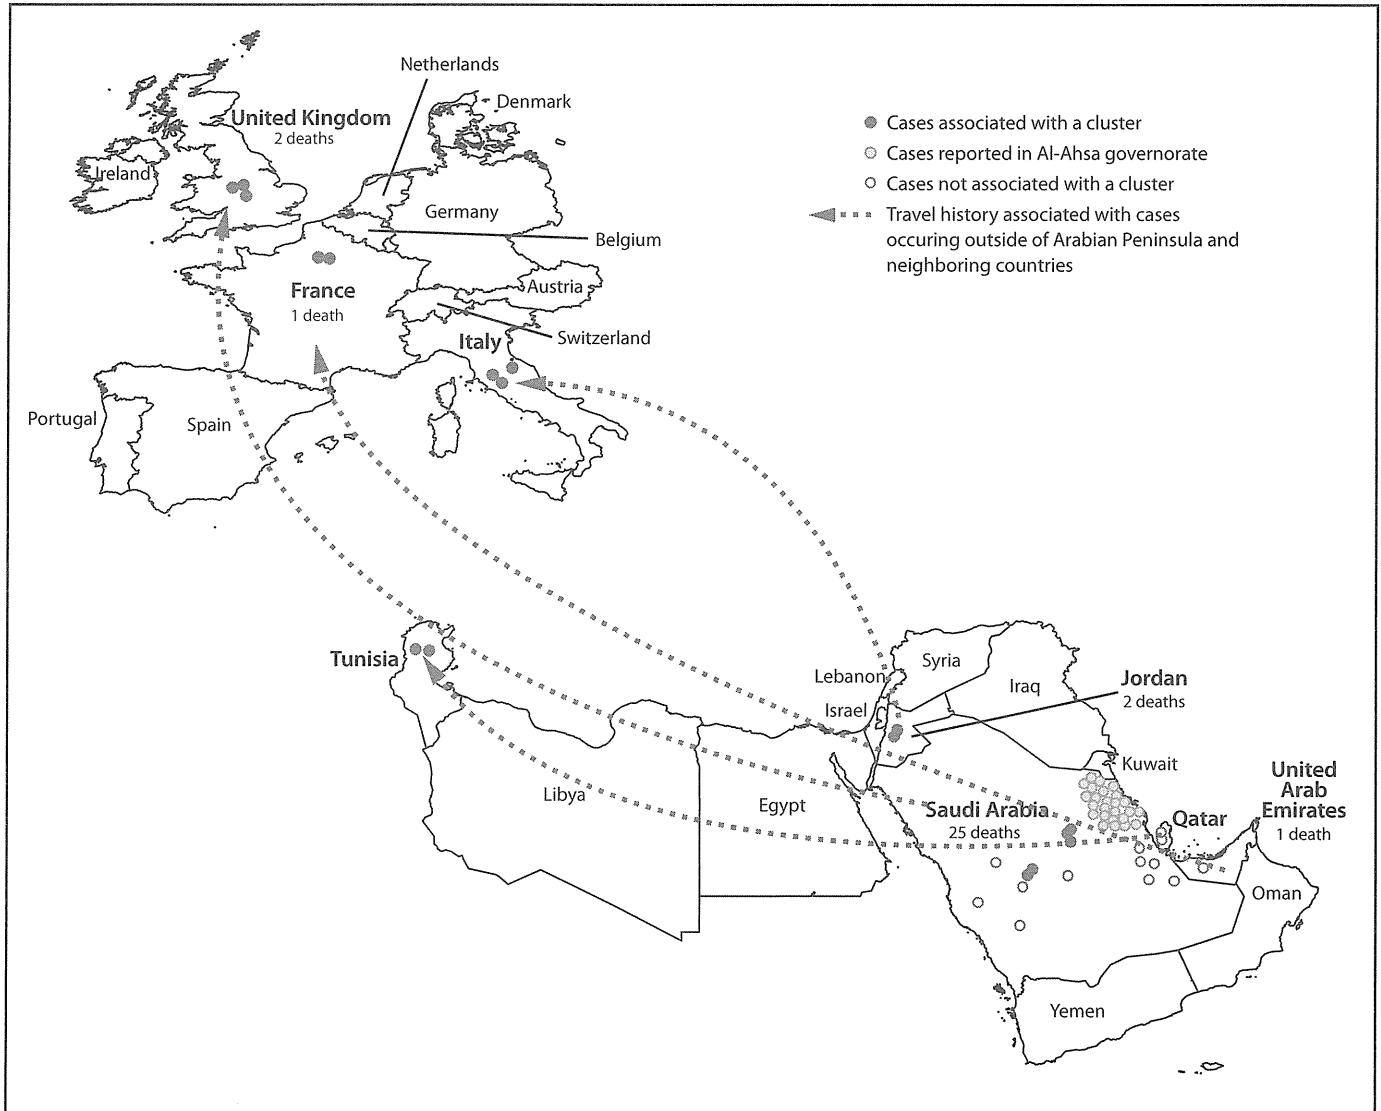 Netherlands
Denmark
United Kingdom
2 deaths
Ireland
Germany
Belgium
France
1 death
Austria
Switzerland
Italy
Portugal
Spain
Cases associated with a cluster
Cases reported in Al-Ahsa governorate
Cases not associated with a cluster
Travel history associated with cases
occuring outside of Arabian Peninsula and
neighboring countries
Tunisia
Libya
Egypt
Lebanon
Israel
Syria
Iraq
Jordan
2 deaths
Kuwait
Saudi Arabia
25 deaths
Qatar
United
Arab
Emirates
1 death
Oman
Yemen